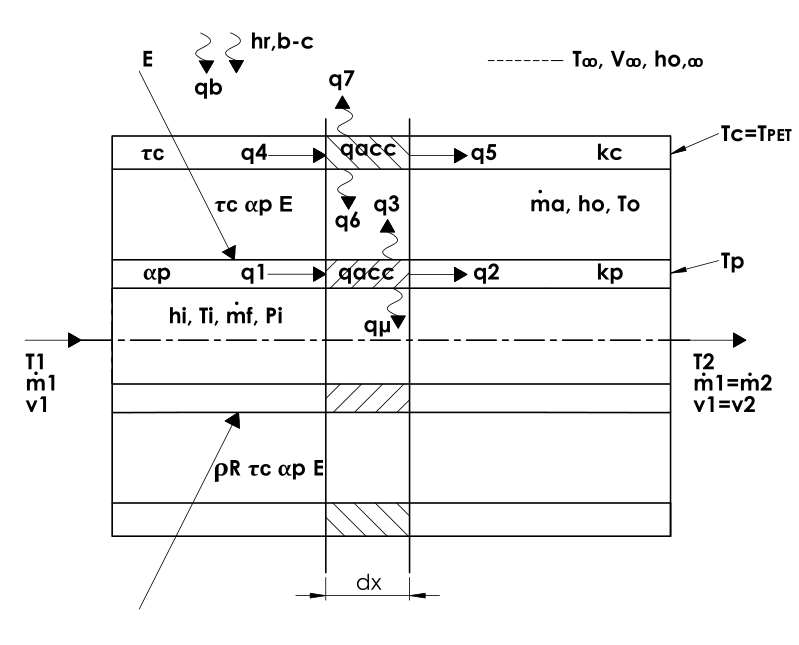 E
hr,b-c
qb
T∞, V∞, ho,∞
q7
τc q4 qacc q5 kc
Tc=TPET
τc αp E
q6 q3
ṁa, ho, To
αp q1 qacc q2 kp
Tp
hi, Ti, ṁf, Pi
qμ
T1
ṁ1
v1
T2
ṁ1=ṁ2
v1=v2
ρR τc αp E
dx